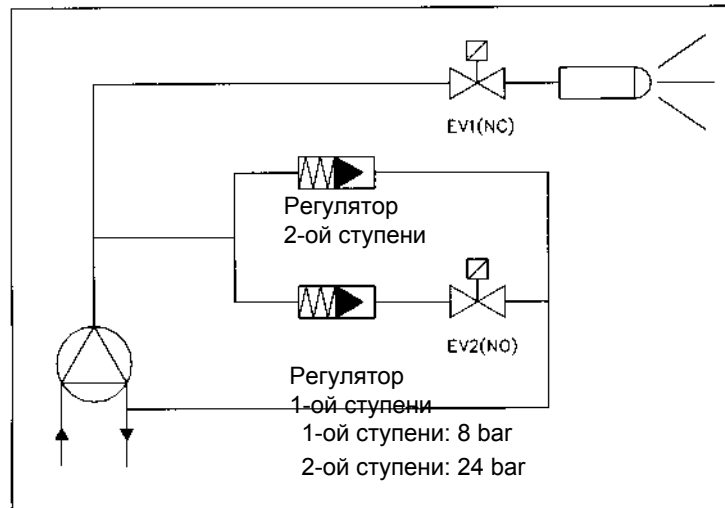 EV1(NC)
Регулятор
2-ой ступени
EV2(NO)
Регулятор
1-ой ступени
1-ой ступени: 8 bar
2-ой ступени: 24 bar